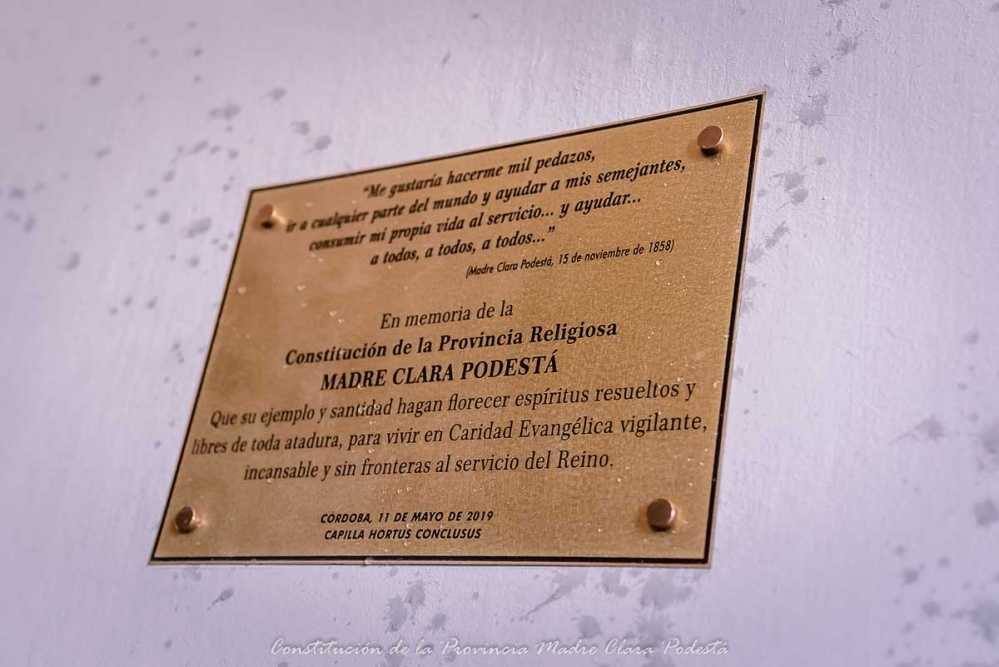 "Me gustaría hacerme mil pedazos,
ir a cualquier parte del mundo y ayudar a mis semejantes,
consumir mi propia vida al servicio... y ayudar...
a todos, a todos, a todos..."
(Madre Clara Podestá, 15 de noviembre de 1858)
En memoria de la
Constitución de la Provincia Religiosa
MADRE CLARA PODESTÁ
Que su ejemplo y santidad hagan florecer espíritus resueltos y
libres de toda atadura, para vivir en Caridad Evangélica vigilante,
incansable y sin fronteras al servicio del Reino.
CÓRDOBA, 11 DE MAYO DE 2019
CAPILLA HORTUS CONCLUSUS
Constitución de la Provincia Madre Clara Podestá